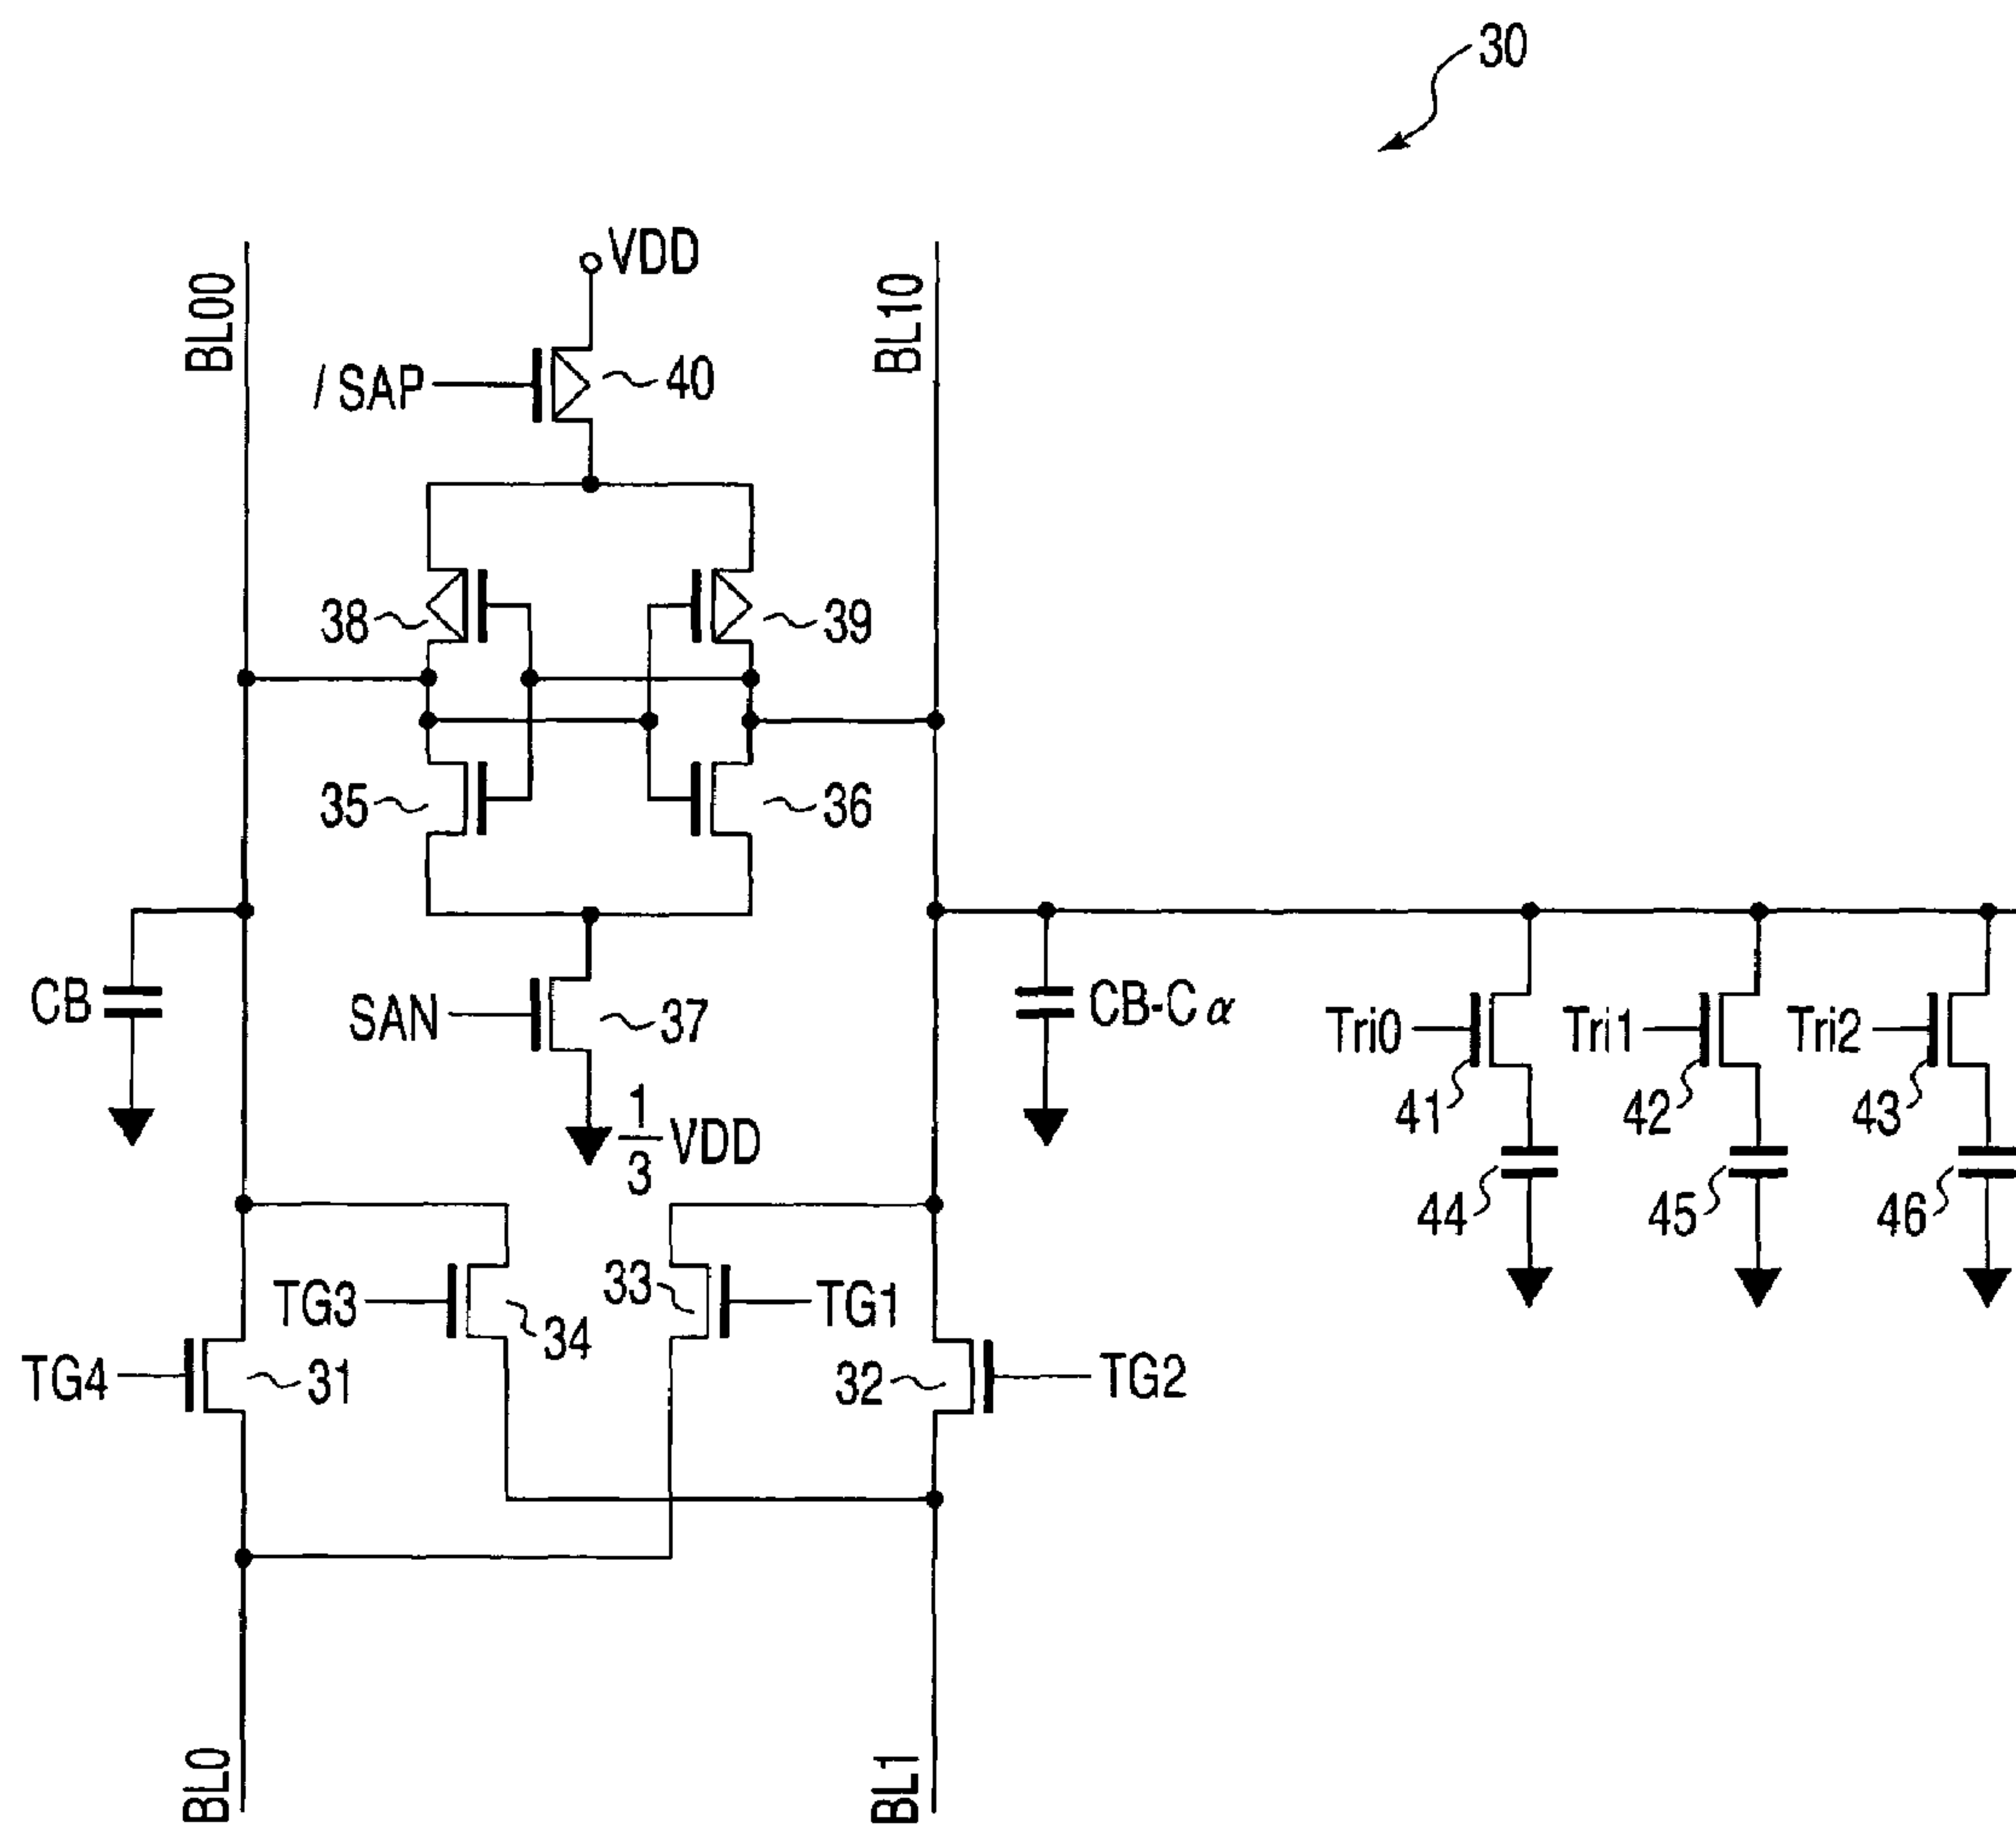 30
VDD
BL00
BL10
/ SAP
40
38
39
35
36
CB
SAN
37
CB-Cα
Tri0
Tri1
Tri2
41
42
43
1/3 VDD
44
45
46
TG3
34
33
TG1
TG4
31
32
TG2
BL0
BL1